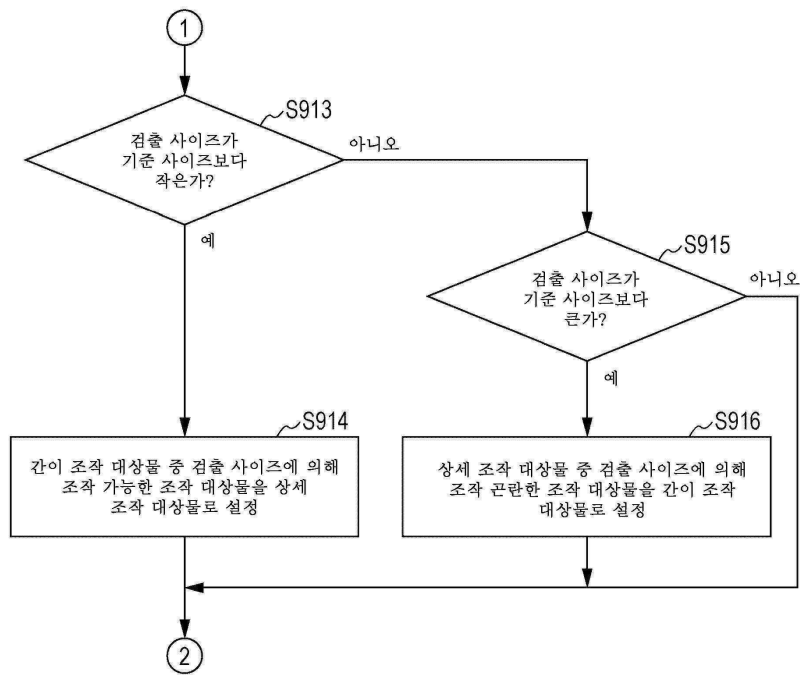 1
S913
검출 사이즈가
기준 사이즈보다
작은가?
아니오
예
S915
검출 사이즈가
기준 사이즈보다
큰가?
아니오
예
S914
간이 조작 대상물 중 검출 사이즈에 의해
조작 가능한 조작 대상물을 상세
조작 대상물로 설정
S916
상세 조작 대상물 중 검출 사이즈에 의해
조작 곤란한 조작 대상물을 간이 조작
대상물로 설정
2